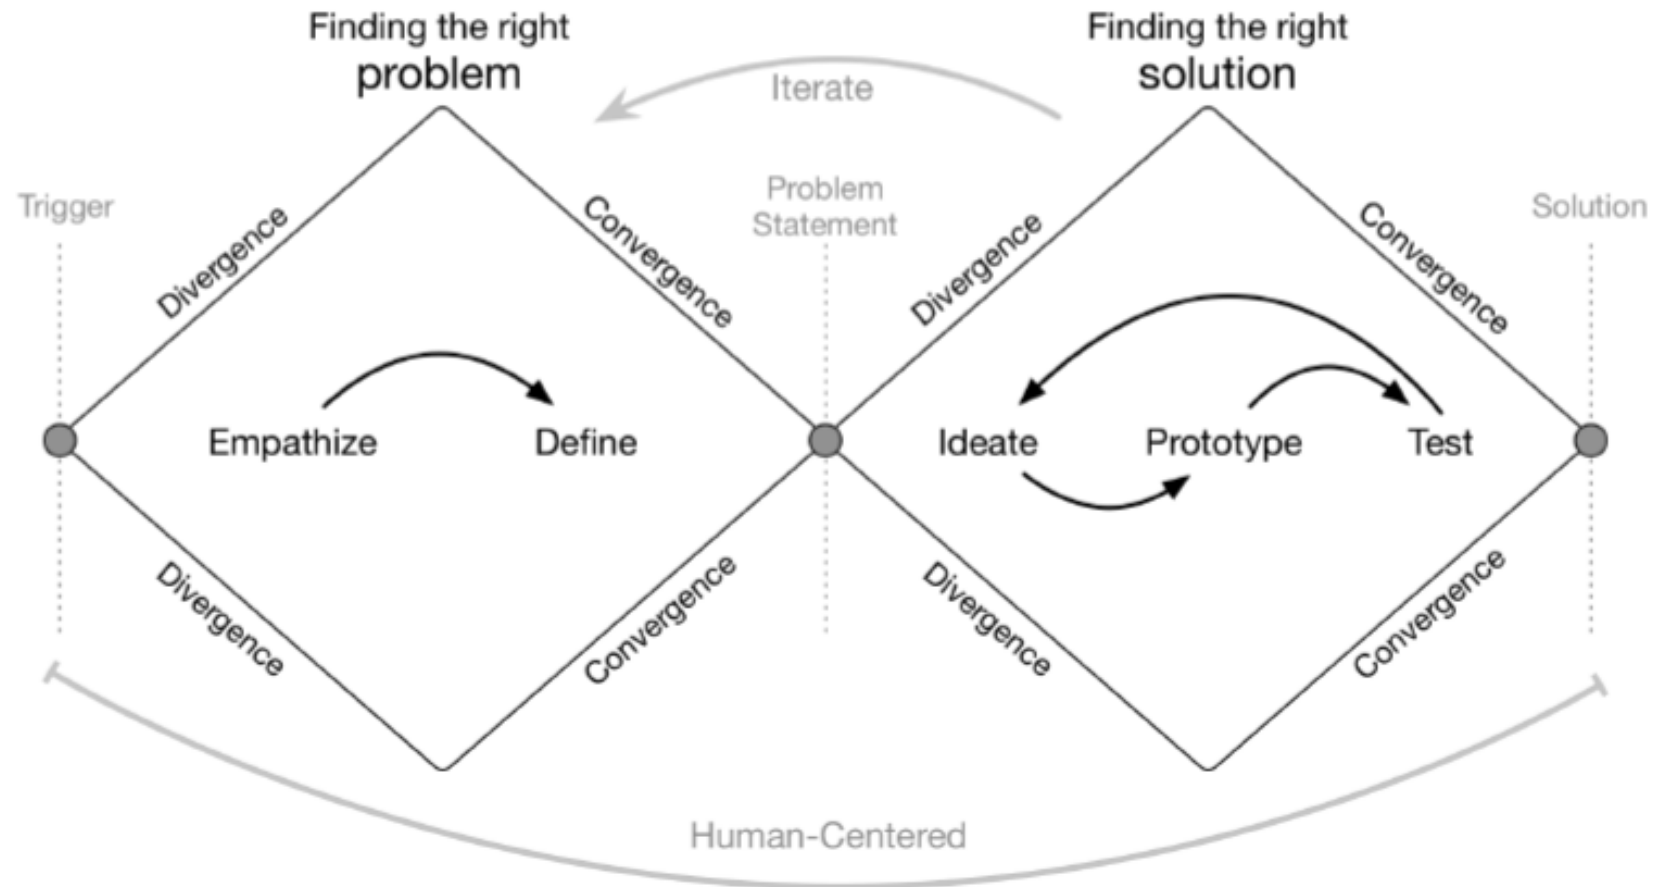 Finding the right
problem
Finding the right
solution
Iterate
Trigger
Problem
Statement
Solution
Divergence
Convergence
Divergence
Convergence
Empathize
Define
Ideate
Prototype
Test
Divergence
Convergence
Divergence
Convergence
Human-Centered